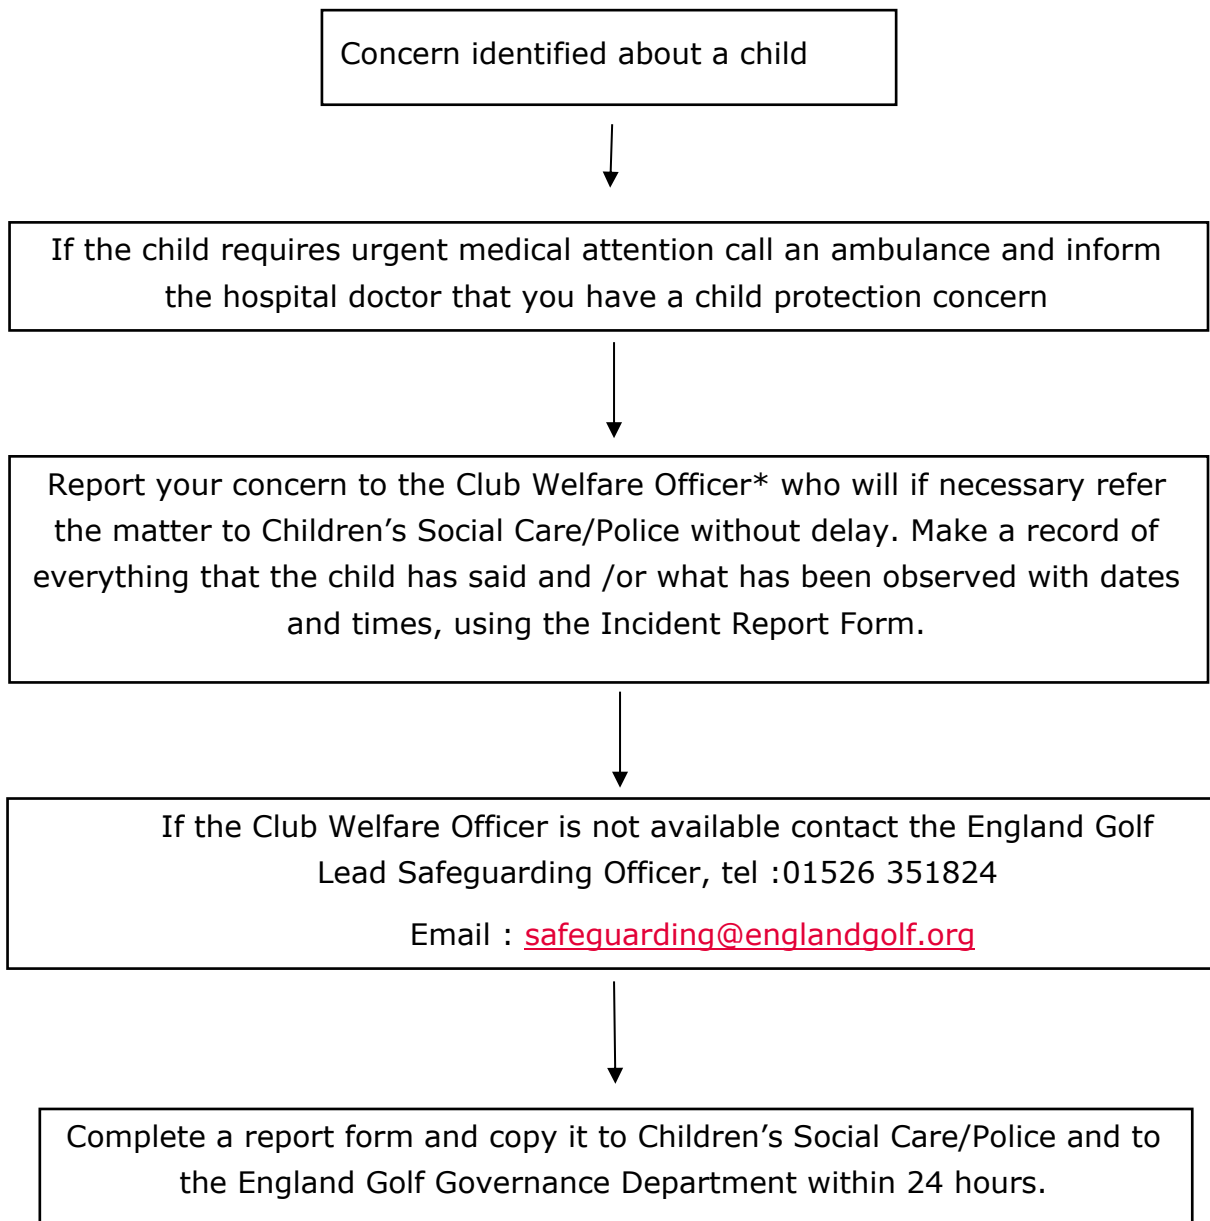 Concern identified about a child
If the child requires urgent medical attention call an ambulance and inform
the hospital doctor that you have a child protection concern
Report your concern to the Club Welfare Officer* who will if necessary refer
the matter to Children’s Social Care/Police without delay. Make a record of
everything that the child has said and /or what has been observed with dates
and times, using the Incident Report Form.
If the Club Welfare Officer is not available contact the England Golf
Lead Safeguarding Officer, tel :01526 351824
Email : safeguarding@englandgolf.org
Complete a report form and copy it to Children’s Social Care/Police and to
the England Golf Governance Department within 24 hours.